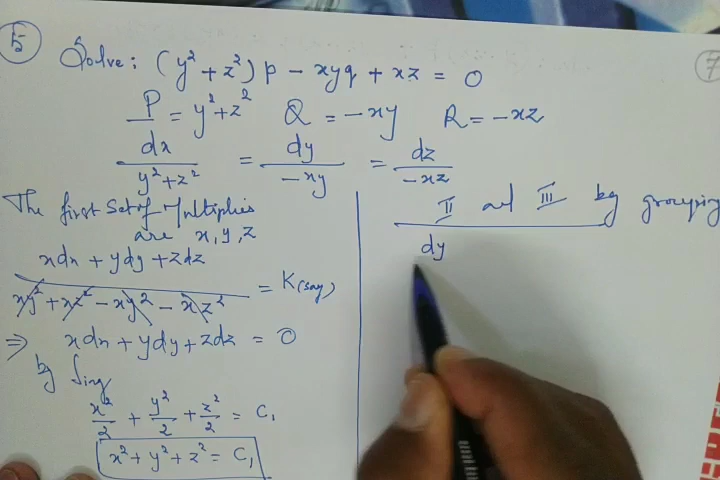 5
Solve: (y² + z²) p − xyq + xz = 0
7
P = y² + z² Q = −xy R = −xz
dx/(y² + z²) = dy/(−xy) = dz/(−xz)
The first Set of Multiplies
are x, y, z
(xdx + ydy + zdz)/(xy² + xz² − xy² − xz²) = K (say)
⇒ xdx + ydy + zdz = 0
by Sing
x²/2 + y²/2 + z²/2 = C₁
x² + y² + z² = C₁
II and III by grouping
dy